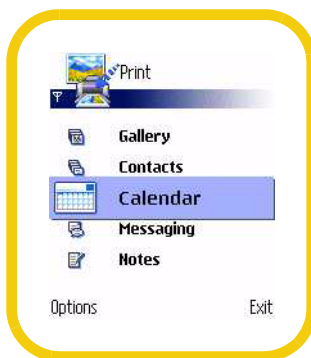 Print
Gallery
Contacts
Calendar
Messaging
Notes
Options Exit